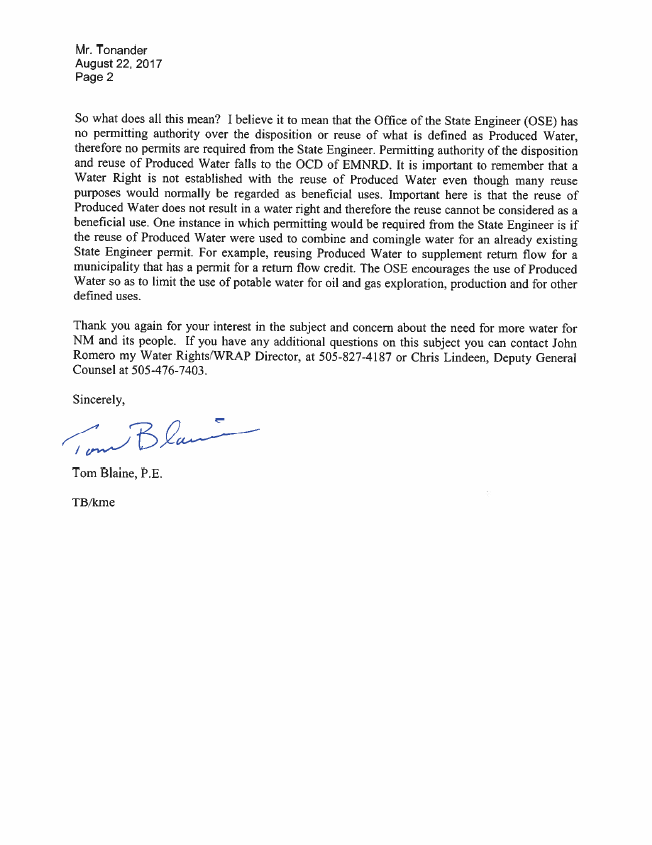 Mr. Tonander
August 22, 2017
Page 2
So what does all this mean? I believe it to mean that the Office of the State Engineer (OSE) has
no permitting authority over the disposition or reuse of what is defined as Produced Water,
therefore no permits are required from the State Engineer. Permitting authority of the disposition
and reuse of Produced Water falls to the OCD of EMNRD. It is important to remember that a
Water Right is not established with the reuse of Produced Water even though many reuse
purposes would normally be regarded as beneficial uses. Important here is that the reuse of
Produced Water does not result in a water right and therefore the reuse cannot be considered as a
beneficial use. One instance in which permitting would be required from the State Engineer is if
the reuse of Produced Water were used to combine and comingle water for an already existing
State Engineer permit. For example, reusing Produced Water to supplement return flow for a
municipality that has a permit for a return flow credit. The OSE encourages the use of Produced
Water so as to limit the use of potable water for oil and gas exploration, production and for other
defined uses.
Thank you again for your interest in the subject and concern about the need for more water for
NM and its people. If you have any additional questions on this subject you can contact John
Romero my Water Rights/WRAP Director, at 505-827-4187 or Chris Lindeen, Deputy General
Counsel at 505-476-7403.
Sincerely,
Tom Blaine
Tom Blaine, P.E.
TB/kme